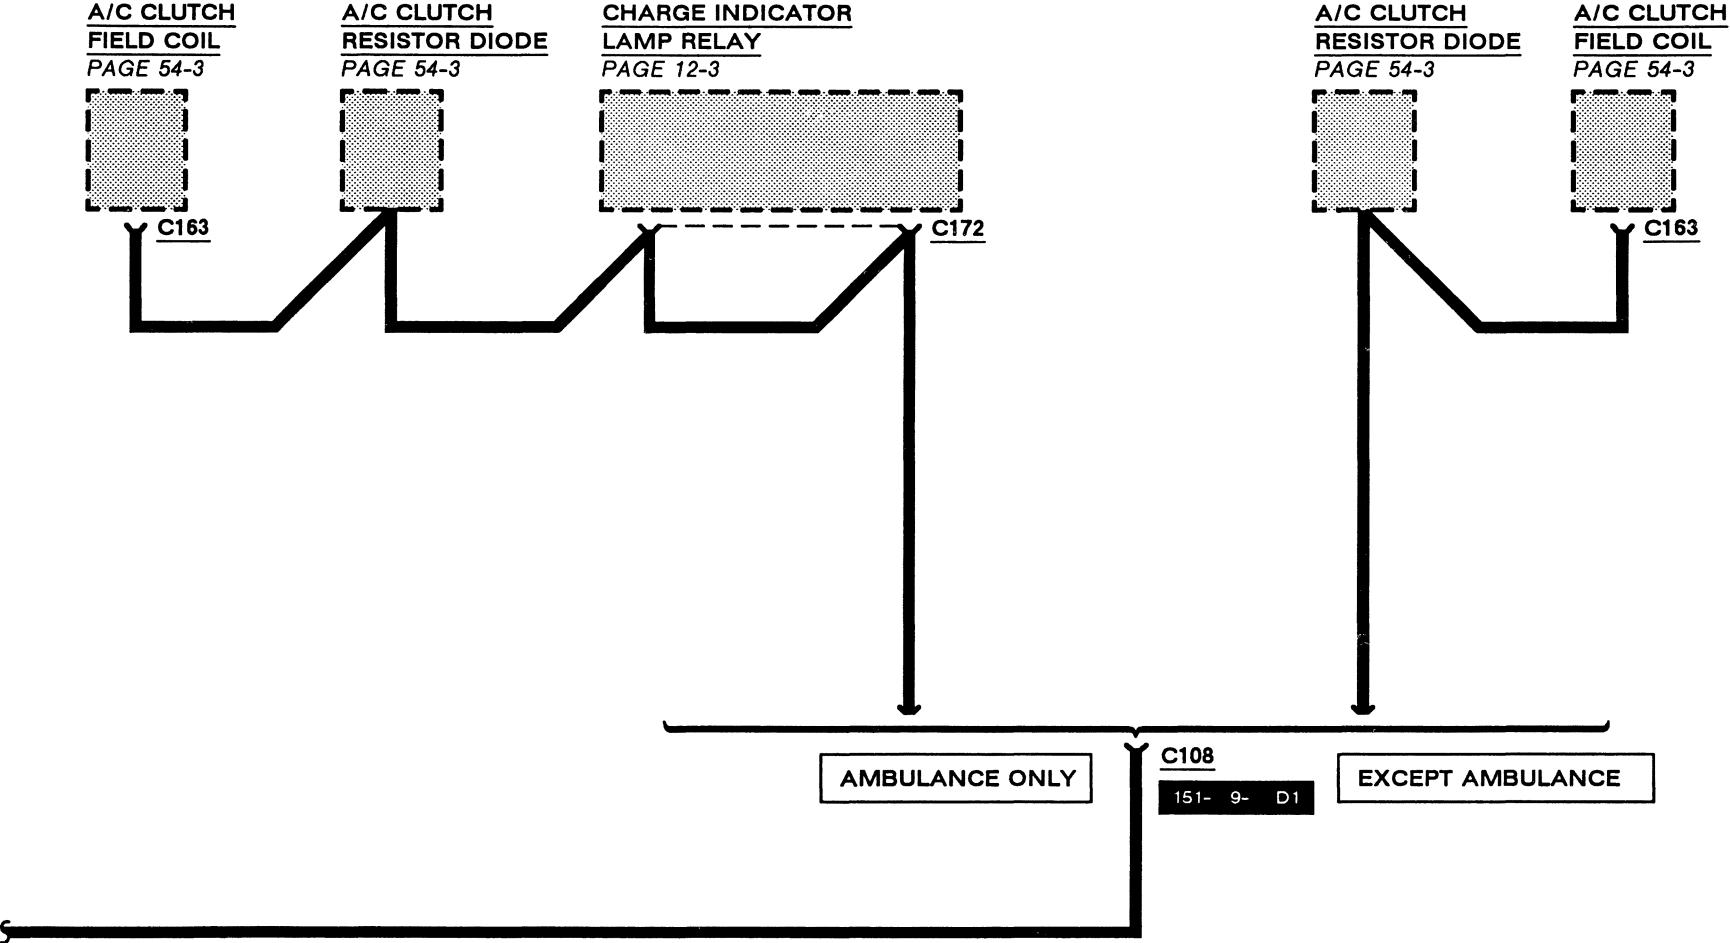 A/C CLUTCH
FIELD COIL
PAGE 54-3
A/C CLUTCH
RESISTOR DIODE
PAGE 54-3
CHARGE INDICATOR
LAMP RELAY
PAGE 12-3
A/C CLUTCH
RESISTOR DIODE
PAGE 54-3
A/C CLUTCH
FIELD COIL
PAGE 54-3
C163
C172
C163
C108
AMBULANCE ONLY
151- 9- D1
EXCEPT AMBULANCE